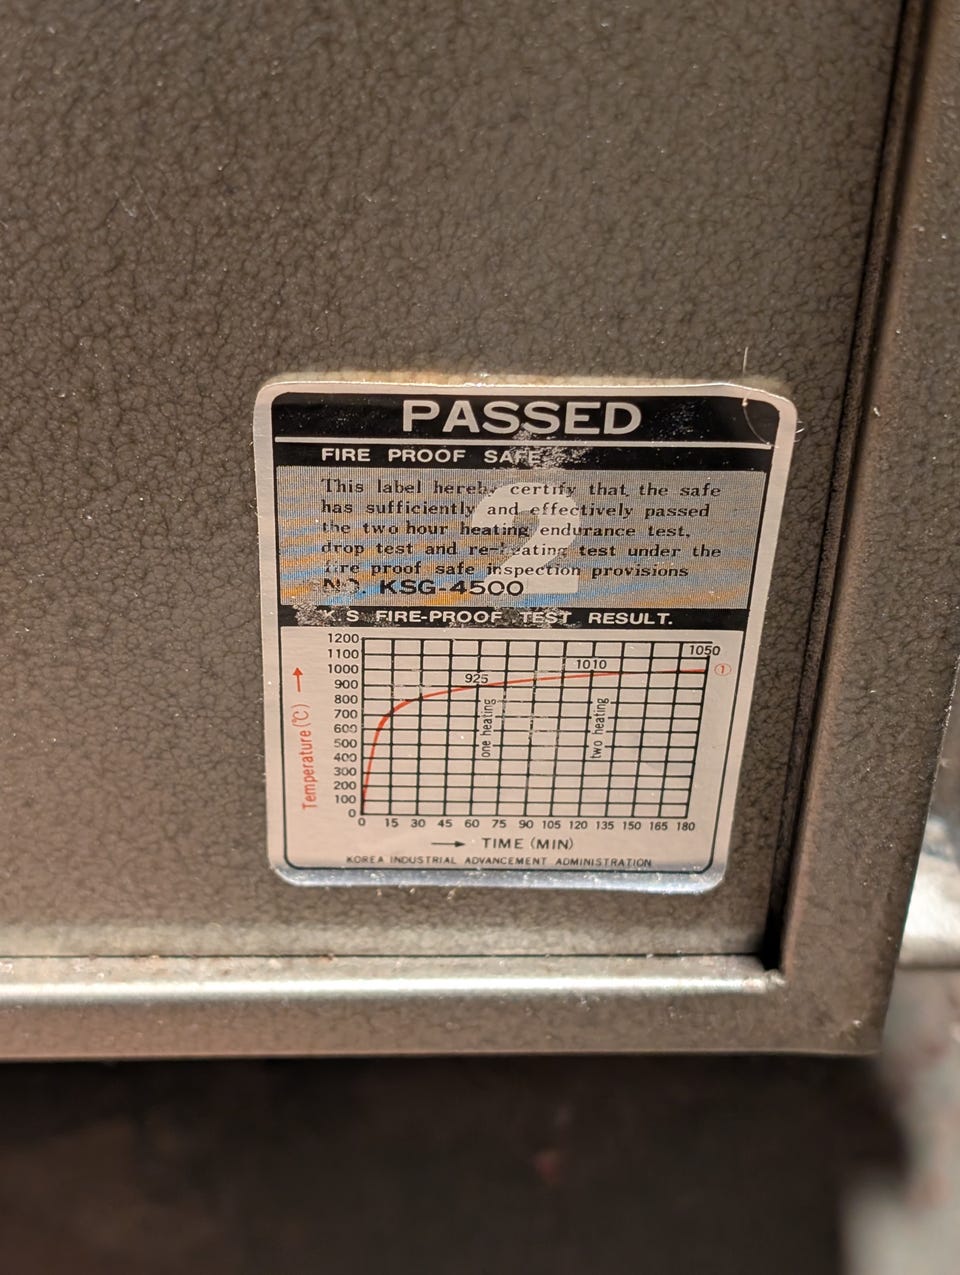 PASSED
FIRE PROOF SAFE
This label hereby certify that the safe
has sufficiently and effectively passed
the two hour heating endurance test,
drop test and re-heating test under the
fire proof safe inspection provisions
2
NO. KSG-4500
K.S FIRE-PROOF TEST RESULT.
1200
1100
1000
900
800
700
600
500
400
300
200
100
0
Temperature (℃) →
925
1010
1050
①
one heating
two heating
0 15 30 45 60 75 90 105 120 135 150 165 180
→ TIME (MIN)
KOREA INDUSTRIAL ADVANCEMENT ADMINISTRATION